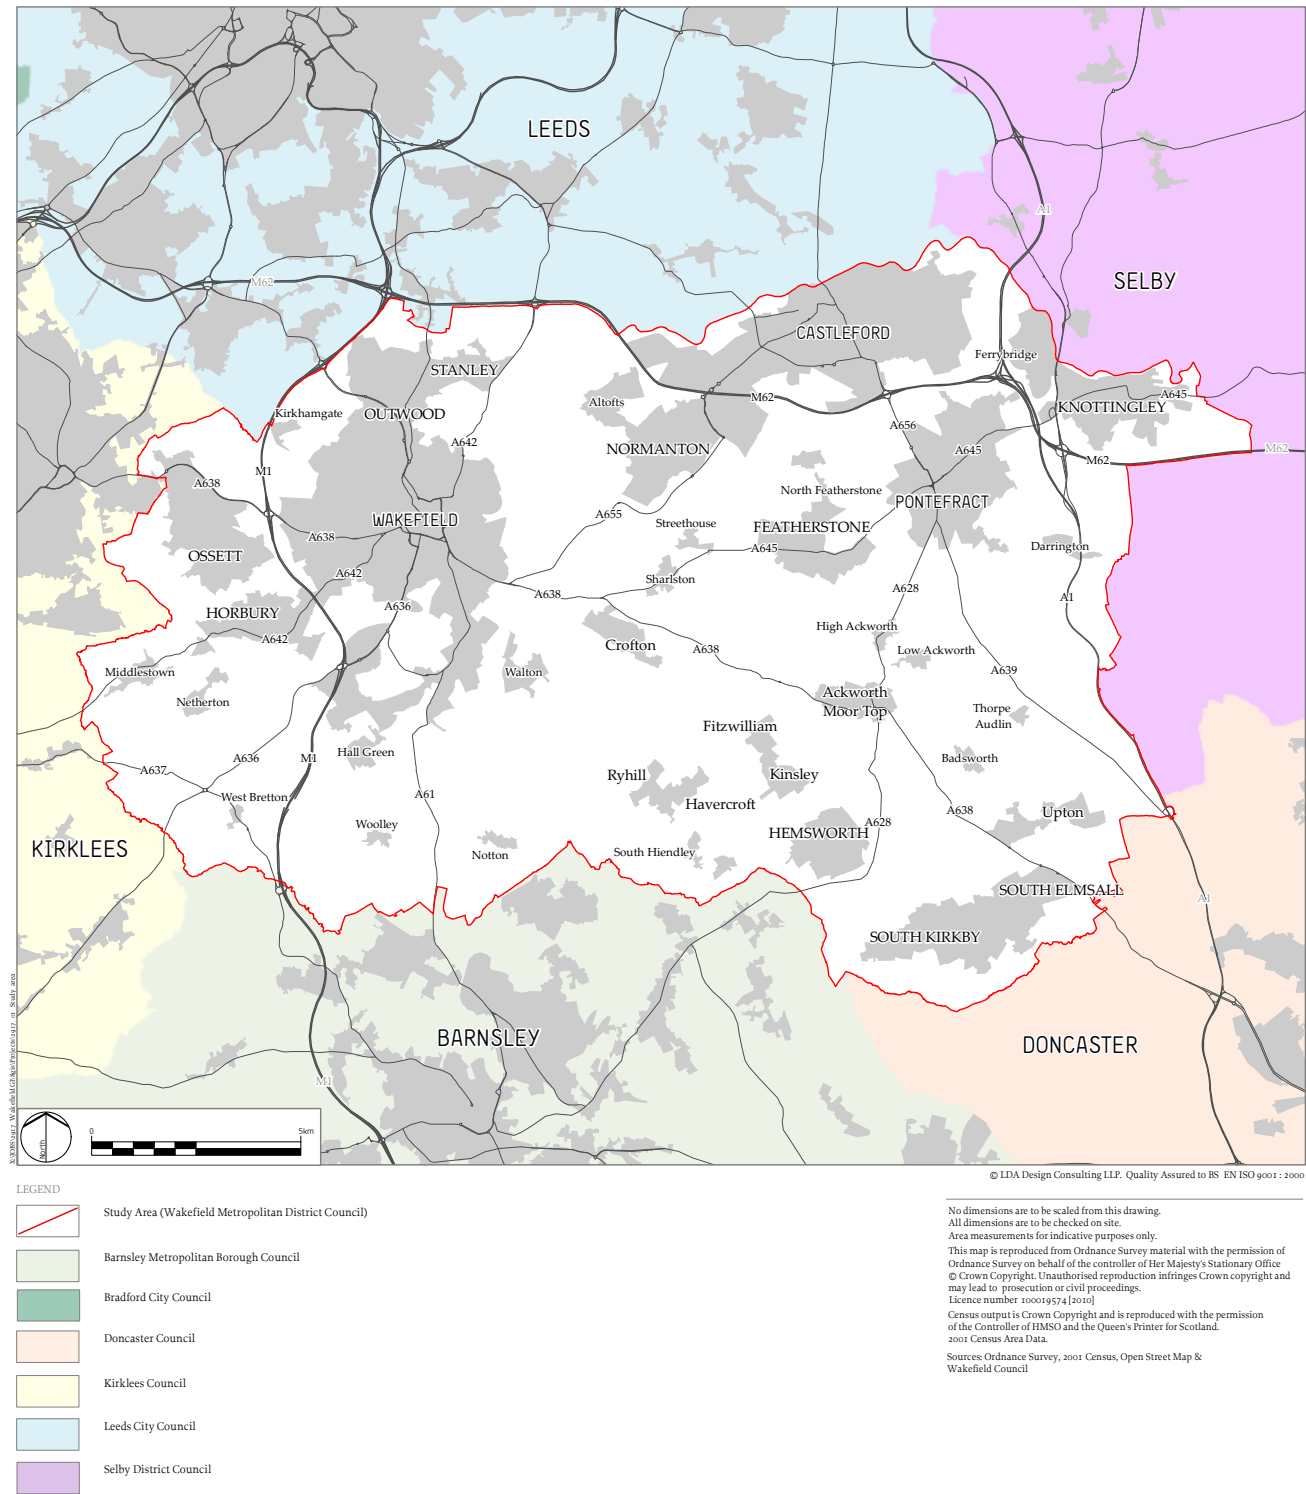 LEEDS
A1
SELBY
M62
CASTLEFORD
Ferrybridge
STANLEY
Kirkhamgate
OUTWOOD
Altofts
M62
A645
KNOTTINGLEY
A656
A642
NORMANTON
A645
M62
M62
M1
A638
North Featherstone
PONTEFRACT
A655
Streethouse
WAKEFIELD
FEATHERSTONE
A638
A645
Darrington
OSSETT
A642
Sharlston
A638
A628
A1
A636
HORBURY
High Ackworth
A642
Crofton
A638
Low Ackworth
Middlestown
Walton
A639
Netherton
Ackworth
Moor Top
Thorpe
Audlin
Fitzwilliam
Hall Green
A636
M1
Badsworth
A637
Ryhill
Kinsley
West Bretton
A61
Havercroft
A638
Upton
Woolley
A628
HEMSWORTH
KIRKLEES
Notton
South Hiendley
SOUTH ELMSALL
A1
SOUTH KIRKBY
BARNSLEY
DONCASTER
M1
North
0
5km
© LDA Design Consulting LLP. Quality Assured to BS EN ISO 9001 : 2000
LEGEND
Study Area (Wakefield Metropolitan District Council)
Barnsley Metropolitan Borough Council
Bradford City Council
Doncaster Council
Kirklees Council
Leeds City Council
Selby District Council
No dimensions are to be scaled from this drawing.
All dimensions are to be checked on site.
Area measurements for indicative purposes only.
This map is reproduced from Ordnance Survey material with the permission of
Ordnance Survey on behalf of the controller of Her Majesty's Stationary Office
© Crown Copyright. Unauthorised reproduction infringes Crown copyright and
may lead to prosecution or civil proceedings.
Licence number 100019574 [2010]
Census output is Crown Copyright and is reproduced with the permission
of the Controller of HMSO and the Queen's Printer for Scotland.
2001 Census Area Data.
Sources: Ordnance Survey, 2001 Census, Open Street Map &
Wakefield Council